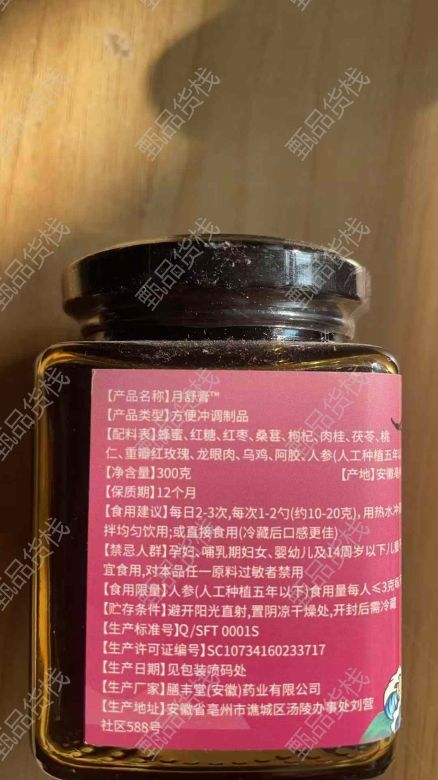 【产品名称】月舒膏™
【产品类型】方便冲调制品
【配料表】蜂蜜、红糖、红枣、桑葚、枸杞、肉桂、茯苓、桃
仁、重瓣红玫瑰、龙眼肉、乌鸡、阿胶、人参(人工种植五年以
【净含量】300克 【产地】安徽亳
【保质期】12个月
【食用建议】每日2-3次,每次1-2勺(约10-20克),用热水冲
拌均匀饮用;或直接食用(冷藏后口感更佳)
【禁忌人群】孕妇、哺乳期妇女、婴幼儿及14周岁以下儿童
宜食用,对本品任一原料过敏者禁用
【食用限量】人参(人工种植五年以下)食用量每人≤3克每
【贮存条件】避开阳光直射,置阴凉干燥处,开封后需冷藏
【生产标准号】Q/SFT 0001S
【生产许可证编号】SC10734160233717
【生产日期】见包装喷码处
【生产厂家】膳丰堂(安徽)药业有限公司
【生产地址】安徽省亳州市谯城区汤陵办事处刘营
社区588号
甄品货栈